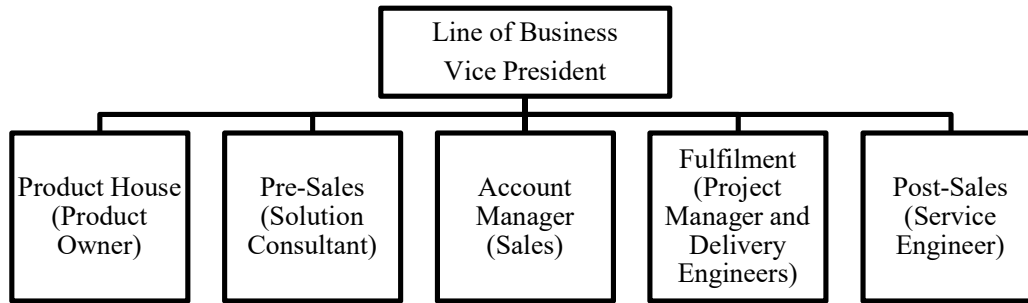 Line of Business
Vice President
Product House
(Product
Owner)
Pre-Sales
(Solution
Consultant)
Account
Manager
(Sales)
Fulfilment
(Project
Manager and
Delivery
Engineers)
Post-Sales
(Service
Engineer)